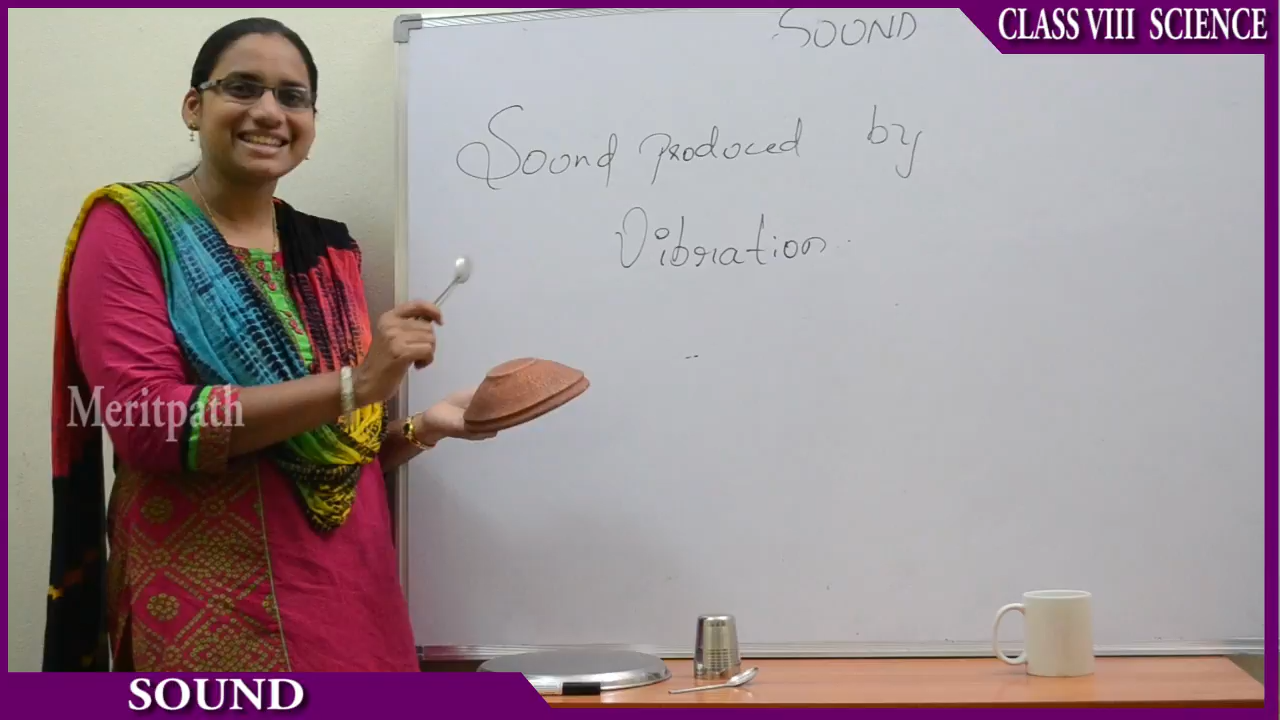 CLASS VIII SCIENCE
SOUND
Sound produced by
Vibration
Meritpath
SOUND